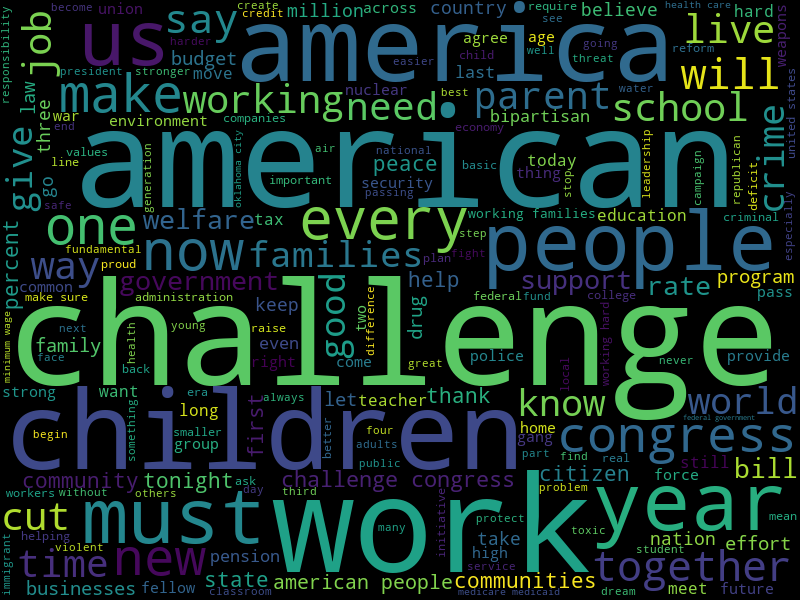 responsibility
become
union
say
create
credit
million
across
country
require
see
believe
health care
hard
weapons
job
us
america
agree
age
going
live
president
stronger
harder
easier
child
well
threat
reform
budget
move
last
will
law
make
working
need
nuclear
parent
best
water
school
united states
three
war
environment
companies
bipartisan
crime
give
end
american
economy
values
generation
oklahoma city
air
national
peace
basic
today
leadership
campaign
republican
deficit
line
go
important
security
passing
thing
stop
safe
one
welfare
tax
every
working families
education
criminal
especially
percent
fundamental
now
families
step
people
way
proud
plan
fight
common
government
help
support
rate
program
make sure
administration
keep
good
two
difference
drug
federal
fund
college
pass
minimum wage
challenge
next
young
raise
even
family
health
face
back
right
come
great
police
local
working hard
never
provide
strong
want
era
always
let
teacher
thank
know
world
children
something
long
first
better
federal government
begin
smaller
group
four
adults
public
home
gang
part
find
real
congress
still
community
tonight
ask
challenge congress
citizen
force
bill
workers
without
others
day
third
initiative
problem
mean
cut
must
work
year
many
protect
toxic
nation
effort
immigrant
helping
violent
new
pension
take
high
student
time
state
service
together
meet
future
businesses
fellow
classroom
american people
communities
medicare medicaid
dream